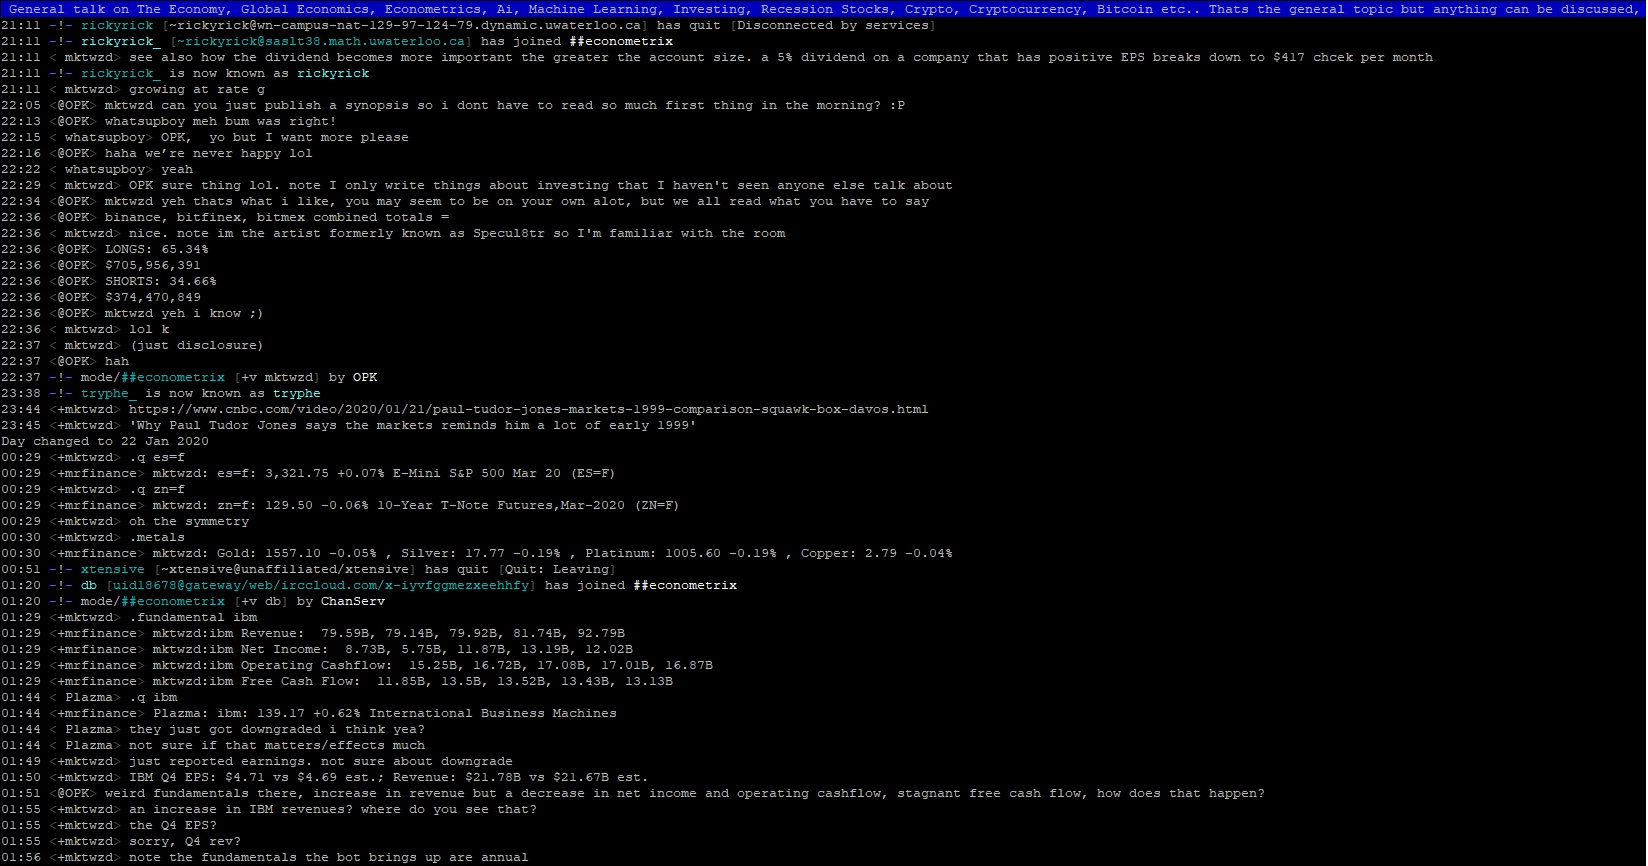 General talk on The Economy, Global Economics, Econometrics, Ai, Machine Learning, Investing, Recession Stocks, Crypto, Cryptocurrency, Bitcoin etc.. Thats the general topic but anything can be discussed,
21:11 -!- rickyrick [~rickyrick@wn-campus-nat-129-97-124-79.dynamic.uwaterloo.ca] has quit [Disconnected by services]
21:11 -!- rickyrick_ [~rickyrick@saslt38.math.uwaterloo.ca] has joined ##econometrix
21:11 < mktwzd> see also how the dividend becomes more important the greater the account size. a 5% dividend on a company that has positive EPS breaks down to $417 chcek per month
21:11 -!- rickyrick_ is now known as rickyrick
21:11 < mktwzd> growing at rate g
22:05 <@OPK> mktwzd can you just publish a synopsis so i dont have to read so much first thing in the morning? :P
22:13 <@OPK> whatsupboy meh bum was right!
22:15 < whatsupboy> OPK,  yo but I want more please
22:16 <@OPK> haha we’re never happy lol
22:22 < whatsupboy> yeah
22:29 < mktwzd> OPK sure thing lol. note I only write things about investing that I haven't seen anyone else talk about
22:34 <@OPK> mktwzd yeh thats what i like, you may seem to be on your own alot, but we all read what you have to say
22:36 <@OPK> binance, bitfinex, bitmex combined totals =
22:36 < mktwzd> nice. note im the artist formerly known as Specul8tr so I'm familiar with the room
22:36 <@OPK> LONGS: 65.34%
22:36 <@OPK> $705,956,391
22:36 <@OPK> SHORTS: 34.66%
22:36 <@OPK> $374,470,849
22:36 <@OPK> mktwzd yeh i know ;)
22:36 < mktwzd> lol k
22:37 < mktwzd> (just disclosure)
22:37 <@OPK> hah
22:37 -!- mode/##econometrix [+v mktwzd] by OPK
23:38 -!- tryphe_ is now known as tryphe
23:44 <+mktwzd> https://www.cnbc.com/video/2020/01/21/paul-tudor-jones-markets-1999-comparison-squawk-box-davos.html
23:45 <+mktwzd> 'Why Paul Tudor Jones says the markets reminds him a lot of early 1999'
Day changed to 22 Jan 2020
00:29 <+mktwzd> .q es=f
00:29 <+mrfinance> mktwzd: es=f: 3,321.75 +0.07% E-Mini S&P 500 Mar 20 (ES=F)
00:29 <+mktwzd> .q zn=f
00:29 <+mrfinance> mktwzd: zn=f: 129.50 -0.06% 10-Year T-Note Futures,Mar-2020 (ZN=F)
00:29 <+mktwzd> oh the symmetry
00:30 <+mktwzd> .metals
00:30 <+mrfinance> mktwzd: Gold: 1557.10 -0.05% , Silver: 17.77 -0.19% , Platinum: 1005.60 -0.19% , Copper: 2.79 -0.04%
00:51 -!- xtensive [~xtensive@unaffiliated/xtensive] has quit [Quit: Leaving]
01:20 -!- db [uid18678@gateway/web/irccloud.com/x-iyvfggmezxeehhfy] has joined ##econometrix
01:20 -!- mode/##econometrix [+v db] by ChanServ
01:29 <+mktwzd> .fundamental ibm
01:29 <+mrfinance> mktwzd:ibm Revenue:  79.59B, 79.14B, 79.92B, 81.74B, 92.79B
01:29 <+mrfinance> mktwzd:ibm Net Income:  8.73B, 5.75B, 11.87B, 13.19B, 12.02B
01:29 <+mrfinance> mktwzd:ibm Operating Cashflow:  15.25B, 16.72B, 17.08B, 17.01B, 16.87B
01:29 <+mrfinance> mktwzd:ibm Free Cash Flow:  11.85B, 13.5B, 13.52B, 13.43B, 13.13B
01:44 < Plazma> .q ibm
01:44 <+mrfinance> Plazma: ibm: 139.17 +0.62% International Business Machines
01:44 < Plazma> they just got downgraded i think yea?
01:44 < Plazma> not sure if that matters/effects much
01:49 <+mktwzd> just reported earnings. not sure about downgrade
01:50 <+mktwzd> IBM Q4 EPS: $4.71 vs $4.69 est.; Revenue: $21.78B vs $21.67B est.
01:51 <@OPK> weird fundamentals there, increase in revenue but a decrease in net income and operating cashflow, stagnant free cash flow, how does that happen?
01:55 <+mktwzd> an increase in IBM revenues? where do you see that?
01:55 <+mktwzd> the Q4 EPS?
01:55 <+mktwzd> sorry, Q4 rev?
01:56 <+mktwzd> note the fundamentals the bot brings up are annual